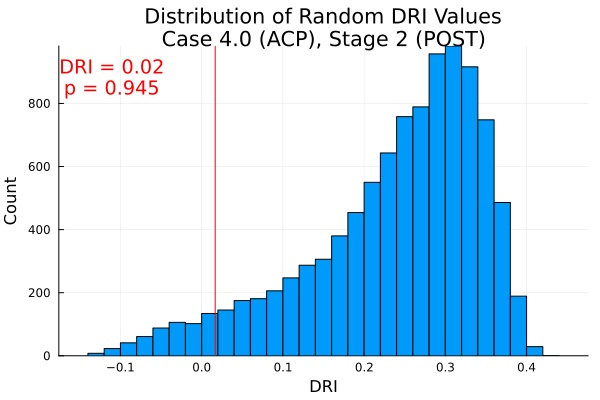 Distribution of Random DRI Values
Case 4.0 (ACP), Stage 2 (POST)
DRI = 0.02
p = 0.945
Count
800
600
400
200
0
−0.1
0.0
0.1
0.2
0.3
0.4
DRI